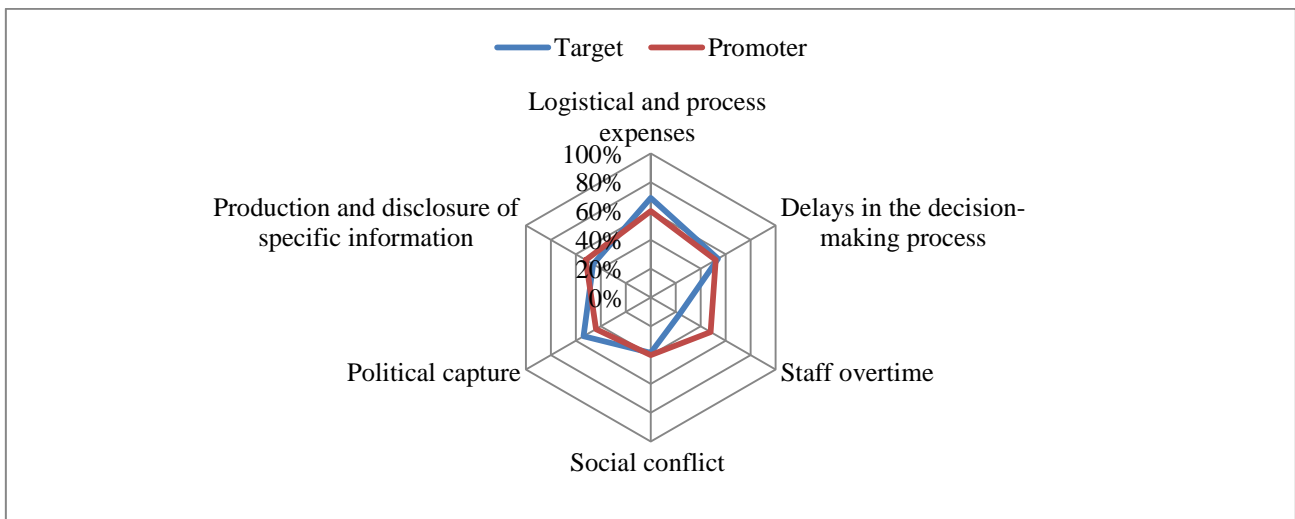 Target Promoter
Logistical and process
expenses
100%
80%
60%
40%
20%
0%
Delays in the decision-
making process
Staff overtime
Social conflict
Political capture
Production and disclosure of
specific information